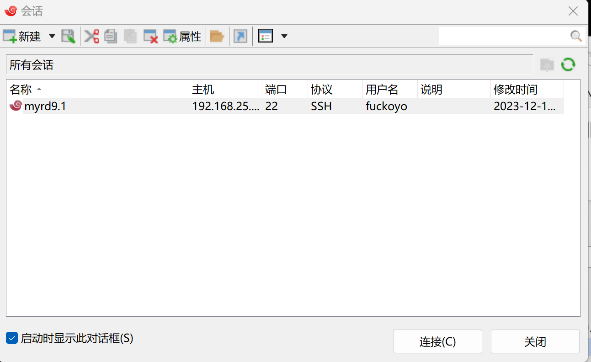 会话
新建 属性
所有会话
名称 主机 端口 协议 用户名 说明 修改时间
myrd9.1 192.168.25.... 22 SSH fuckoyo 2023-12-1...
启动时显示此对话框(S) 连接(C) 关闭